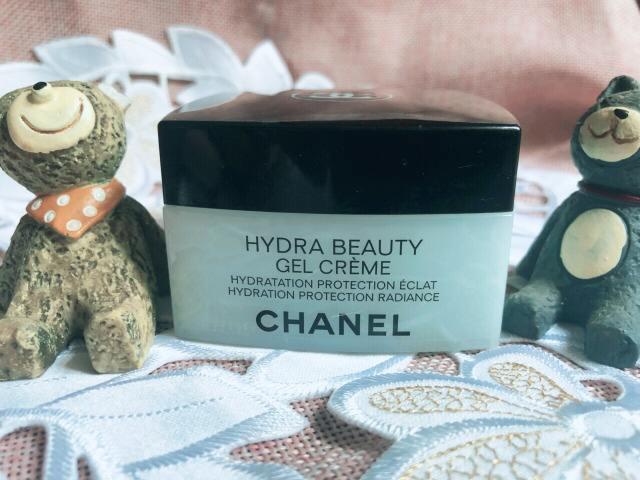 HYDRA BEAUTY
GEL CRÈME
HYDRATATION PROTECTION ÉCLAT
HYDRATION PROTECTION RADIANCE
CHANEL